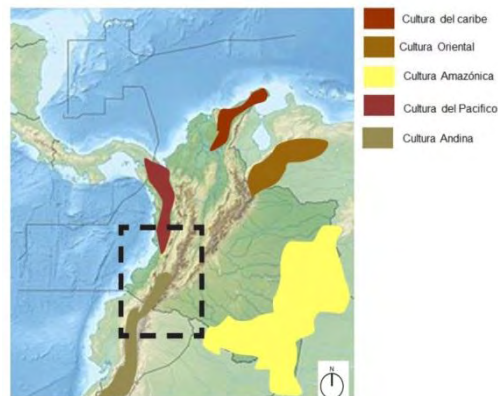 Cultura del caribe
Cultura Oriental
Cultura Amazónica
Cultura del Pacifico
Cultura Andina
N